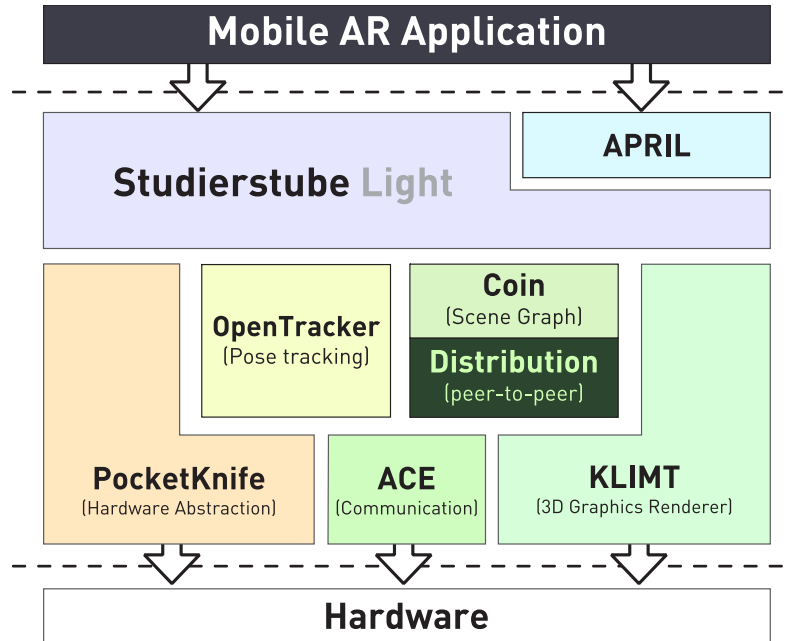 Mobile AR Application
APRIL
Studierstube Light
OpenTracker
(Pose tracking)
Coin
(Scene Graph)
Distribution
(peer-to-peer)
PocketKnife
(Hardware Abstraction)
ACE
(Communication)
KLIMT
(3D Graphics Renderer)
Hardware